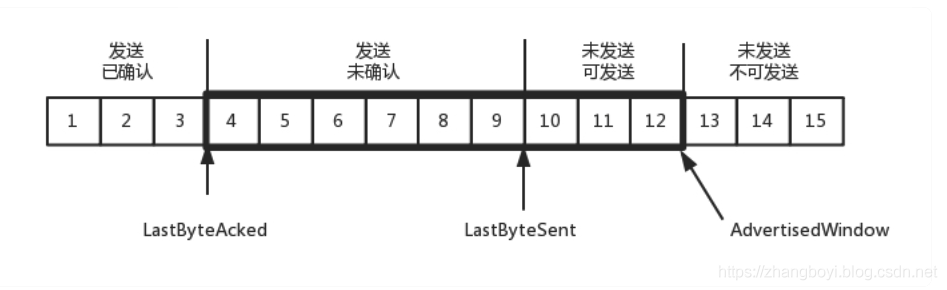 发送 发送 未发送 未发送
已确认 未确认 可发送 不可发送
1 2 3 4 5 6 7 8 9 10 11 12 13 14 15
LastByteAcked LastByteSent AdvertisedWindow
https://zhangboyi.blog.csdn.net